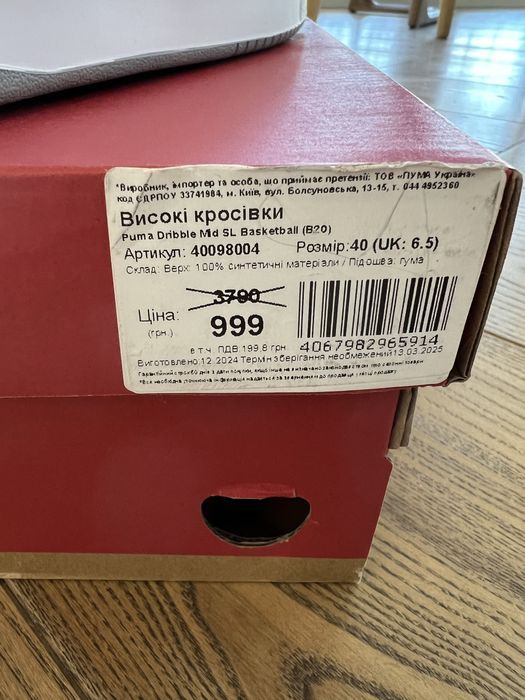 *Виробник, імпортер та особа, що приймає претензії: ТОВ «ПУМА Україна»
код ЄДРПОУ 33741984, м. Київ, вул. Болсуновська, 13-15, т. 044 4952360
Високі кросівки
Puma Dribble Mid SL Basketball (B20)
Артикул: 40098004 Розмір:40 (UK: 6.5)
Склад: Верх: 100% синтетичні матеріали / Підошва: гума
3790
Ціна: 999
(грн.)
в т.ч. ПДВ: 199,8 грн
4067982965914
Виготовлено:12.2024 Термін зберігання необмежений 13.03.2025